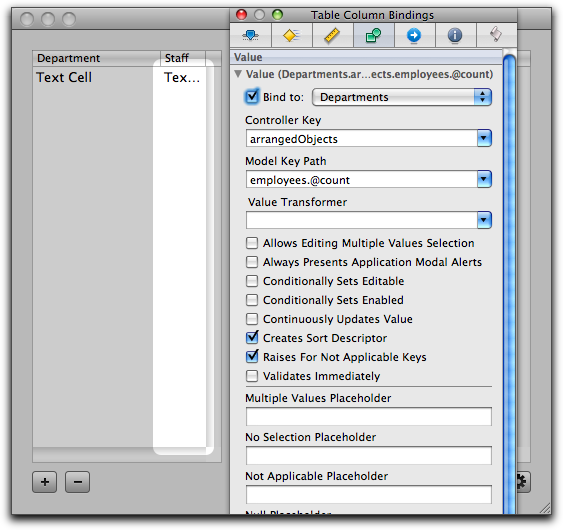 Table Column Bindings
Department
Staff
Text Cell
Tex...
Value
Value (Departments.ar...ects.employees.@count)
Bind to:
Departments
Controller Key
arrangedObjects
Model Key Path
employees.@count
Value Transformer
Allows Editing Multiple Values Selection
Always Presents Application Modal Alerts
Conditionally Sets Editable
Conditionally Sets Enabled
Continuously Updates Value
Creates Sort Descriptor
Raises For Not Applicable Keys
Validates Immediately
Multiple Values Placeholder
No Selection Placeholder
Not Applicable Placeholder
Null Placeholder